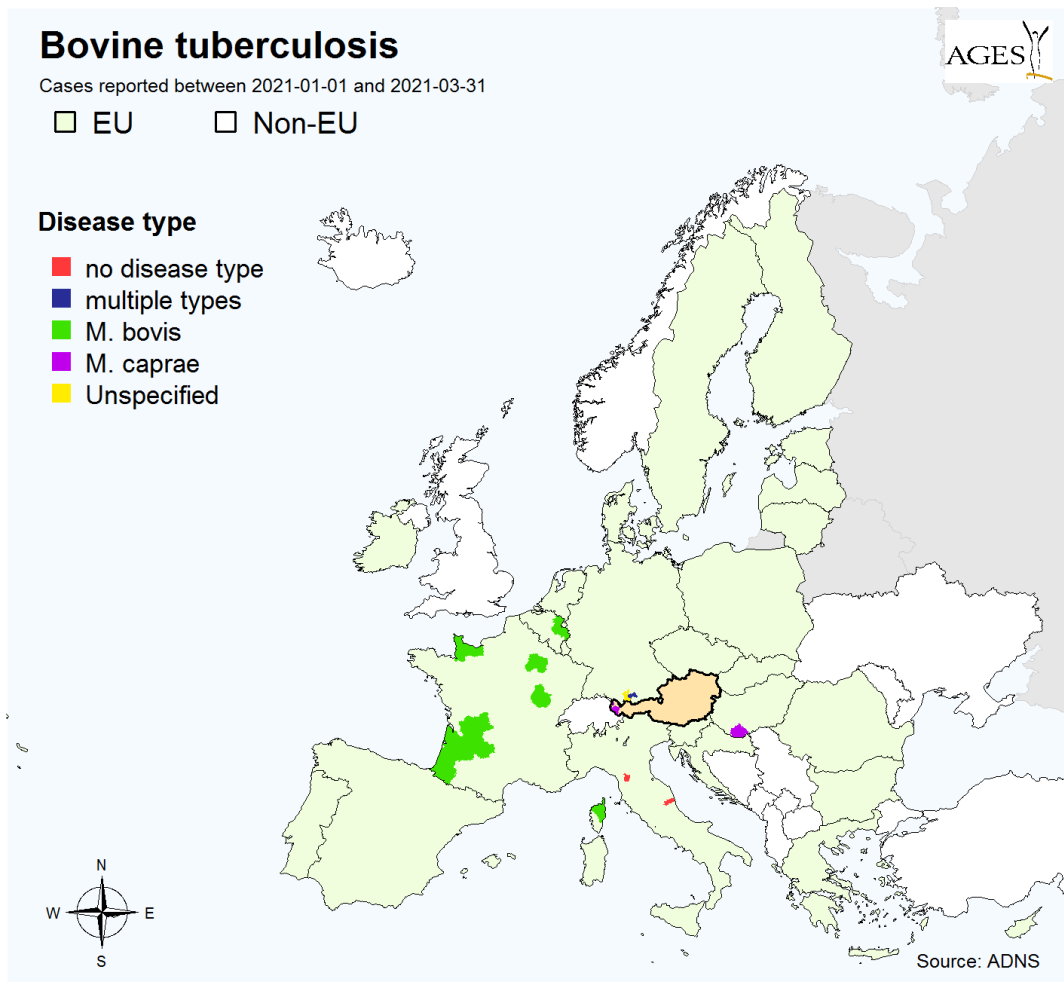 Bovine tuberculosis
Cases reported between 2021-01-01 and 2021-03-31
EU Non-EU
AGES
Disease type
no disease type
multiple types
M. bovis
M. caprae
Unspecified
N
W E
S
Source: ADNS